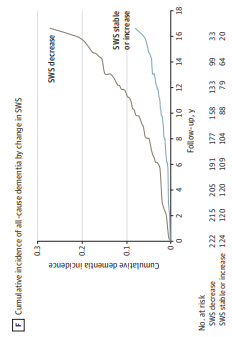 F Cumulative incidence of all-cause dementia by change in SWS
Cumulative dementia incidence
0.3
0.2
0.1
0
SWS decrease
SWS stable
or increase
0 2 4 6 8 10 12 14 16 18
Follow-up, y
No. at risk
SWS decrease 222 215 205 191 177 158 133 99 33
SWS stable or increase 124 120 120 109 104 88 79 64 20